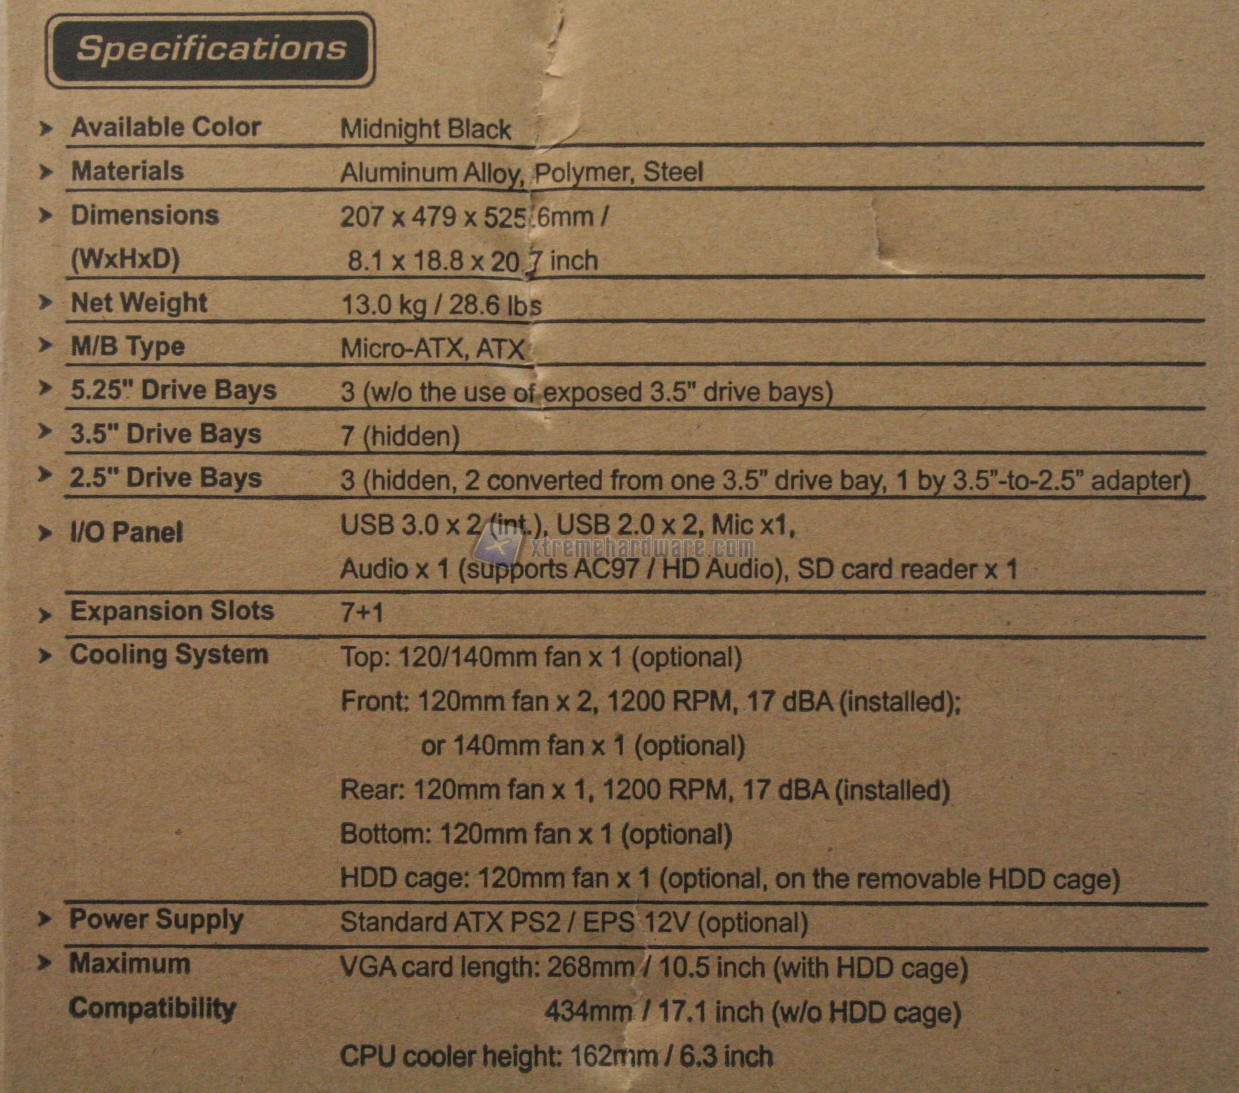 Specifications
Available Color Midnight Black
Materials Aluminum Alloy, Polymer, Steel
Dimensions 207 x 479 x 525.6mm /
(WxHxD) 8.1 x 18.8 x 20.7 inch
Net Weight 13.0 kg / 28.6 lbs
M/B Type Micro-ATX, ATX
5.25" Drive Bays 3 (w/o the use of exposed 3.5" drive bays)
3.5" Drive Bays 7 (hidden)
2.5" Drive Bays 3 (hidden, 2 converted from one 3.5" drive bay, 1 by 3.5”-to-2.5” adapter)
I/O Panel USB 3.0 x 2 (int.), USB 2.0 x 2, Mic x1,
xtremehardware.com
Audio x 1 (supports AC97 / HD Audio), SD card reader x 1
Expansion Slots 7+1
Cooling System Top: 120/140mm fan x 1 (optional)
Front: 120mm fan x 2, 1200 RPM, 17 dBA (installed);
or 140mm fan x 1 (optional)
Rear: 120mm fan x 1, 1200 RPM, 17 dBA (installed)
Bottom: 120mm fan x 1 (optional)
HDD cage: 120mm fan x 1 (optional, on the removable HDD cage)
Power Supply Standard ATX PS2 / EPS 12V (optional)
Maximum VGA card length: 268mm / 10.5 inch (with HDD cage)
Compatibility 434mm / 17.1 inch (w/o HDD cage)
CPU cooler height: 162mm / 6.3 inch